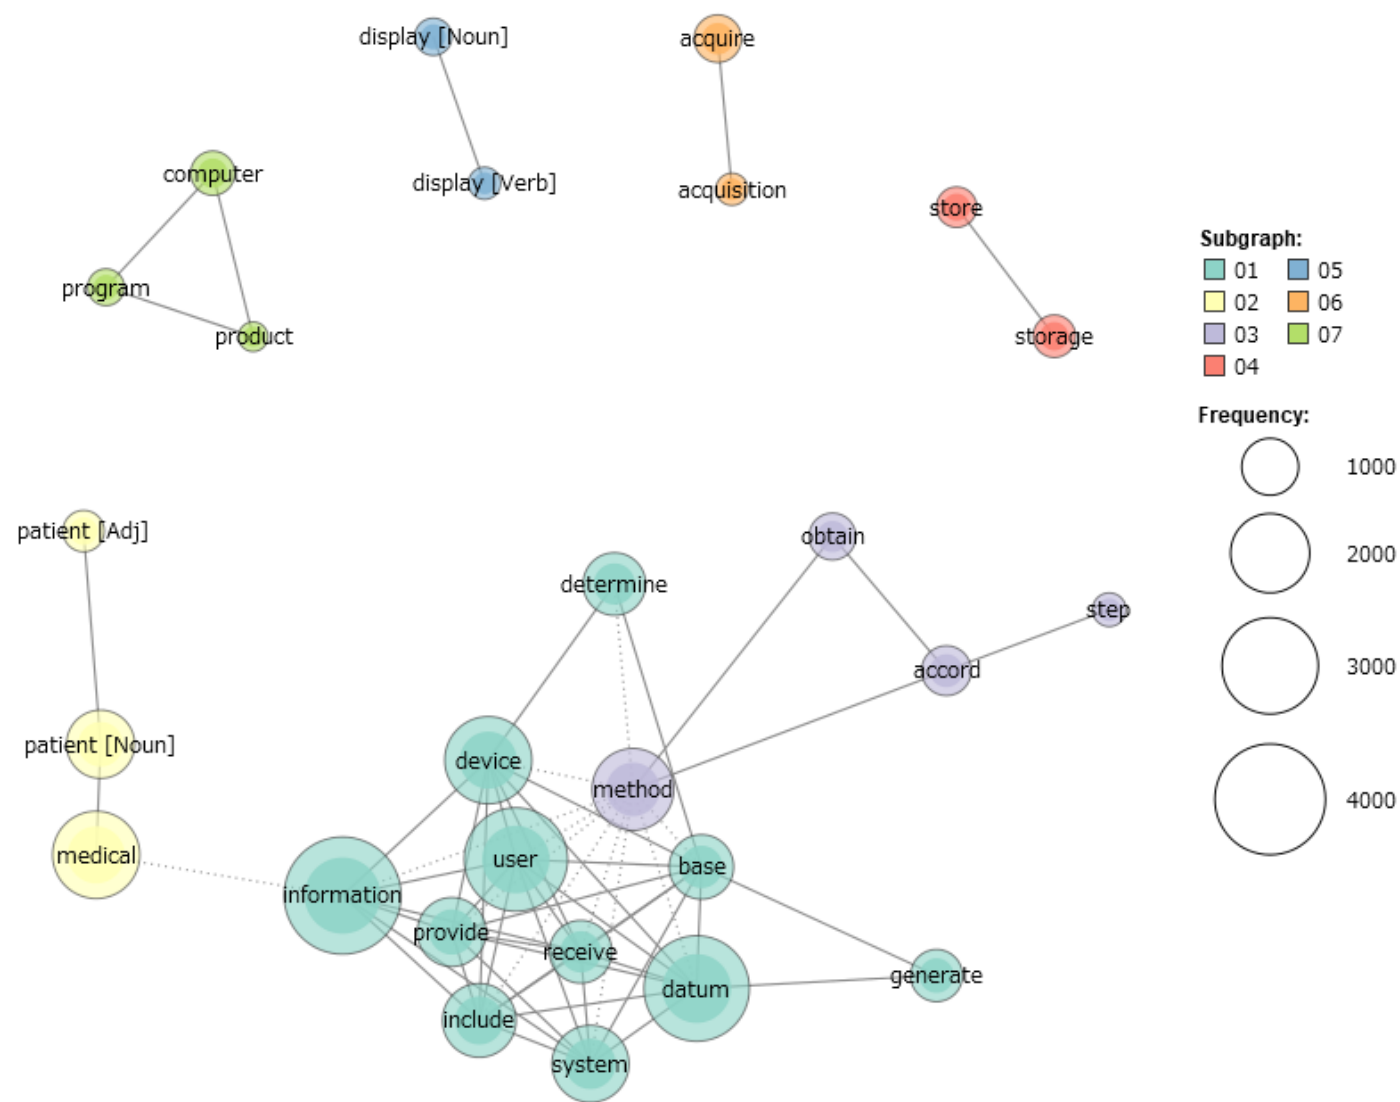 display [Noun]
acquire
computer
display [Verb]
acquisition
store
program
product
storage
Subgraph:
01
05
02
06
03
07
04
Frequency:
1000
2000
3000
4000
patient [Adj]
obtain
determine
step
accord
patient [Noun]
device
method
medical
user
base
information
provide
receive
datum
generate
include
system